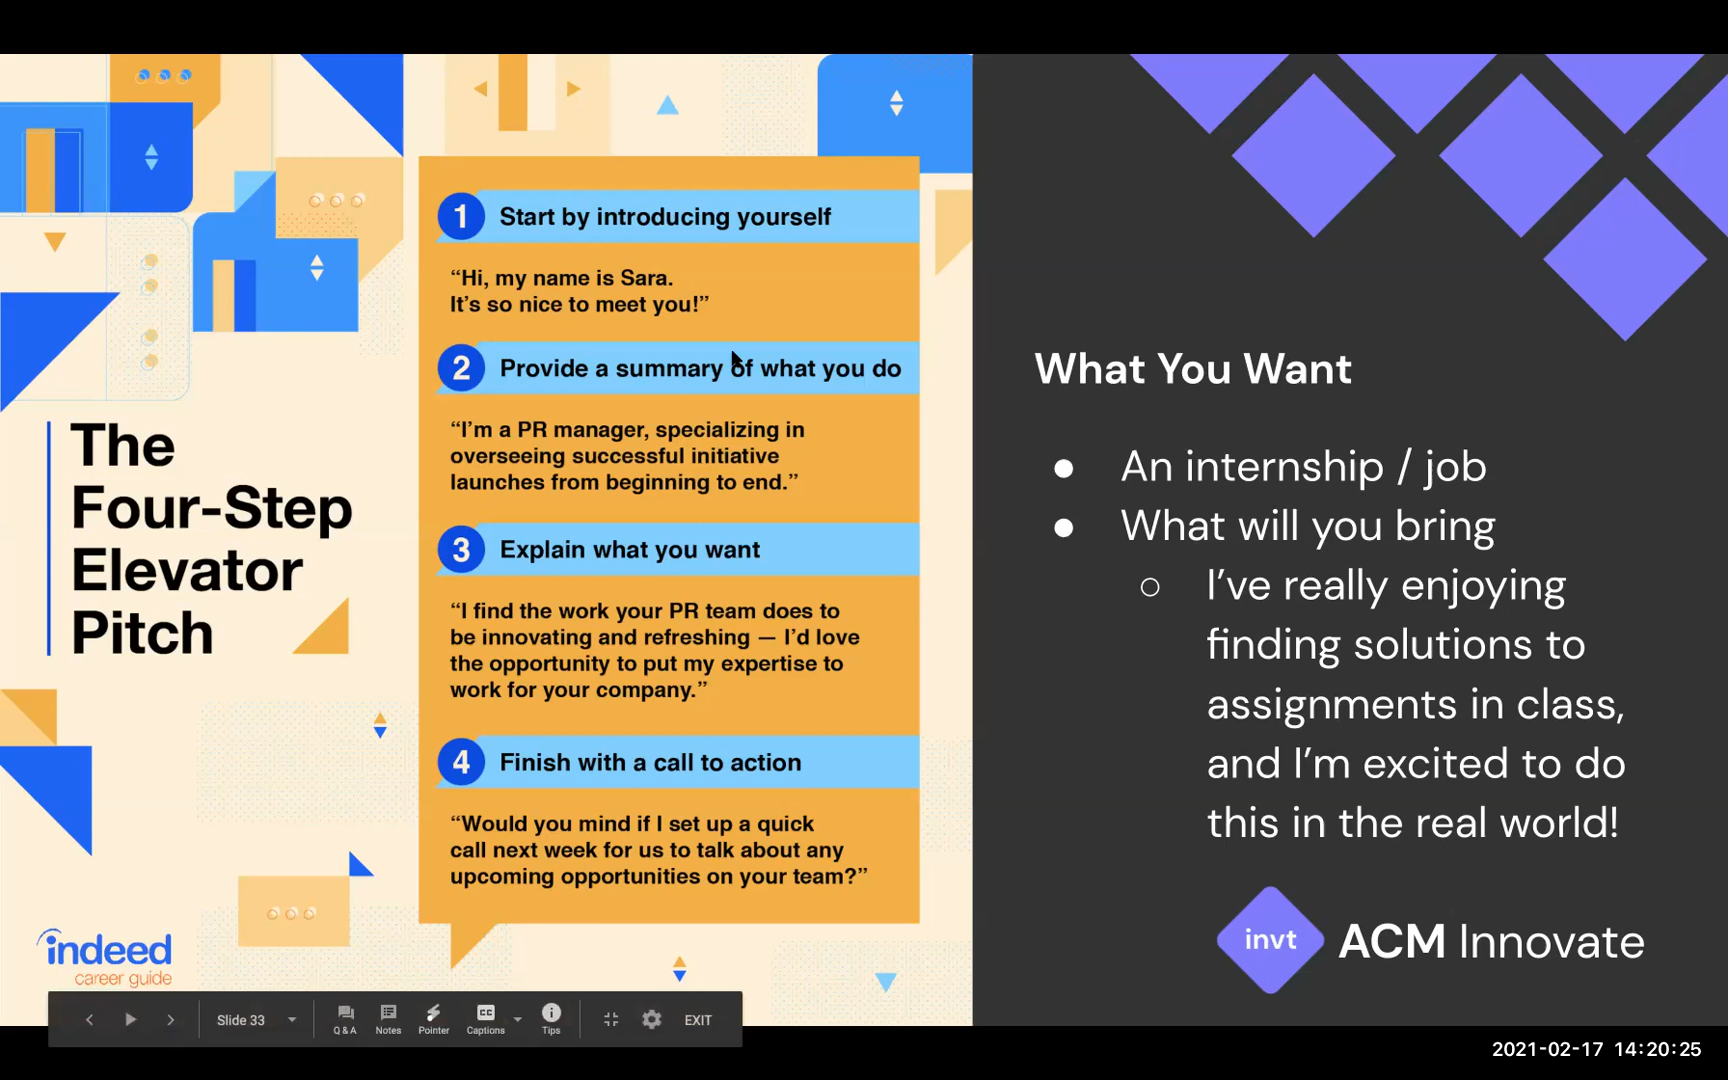 The
Four-Step
Elevator
Pitch
1 Start by introducing yourself
“Hi, my name is Sara.
It’s so nice to meet you!”
2 Provide a summary of what you do
“I’m a PR manager, specializing in
overseeing successful initiative
launches from beginning to end.”
3 Explain what you want
“I find the work your PR team does to
be innovating and refreshing — I’d love
the opportunity to put my expertise to
work for your company.”
4 Finish with a call to action
“Would you mind if I set up a quick
call next week for us to talk about any
upcoming opportunities on your team?”
indeed
career guide
What You Want
● An internship / job
● What will you bring
○ I’ve really enjoying
finding solutions to
assignments in class,
and I’m excited to do
this in the real world!
invt ACM Innovate
Slide 33 Q & A Notes Pointer CC Captions Tips EXIT
2021-02-17 14:20:25